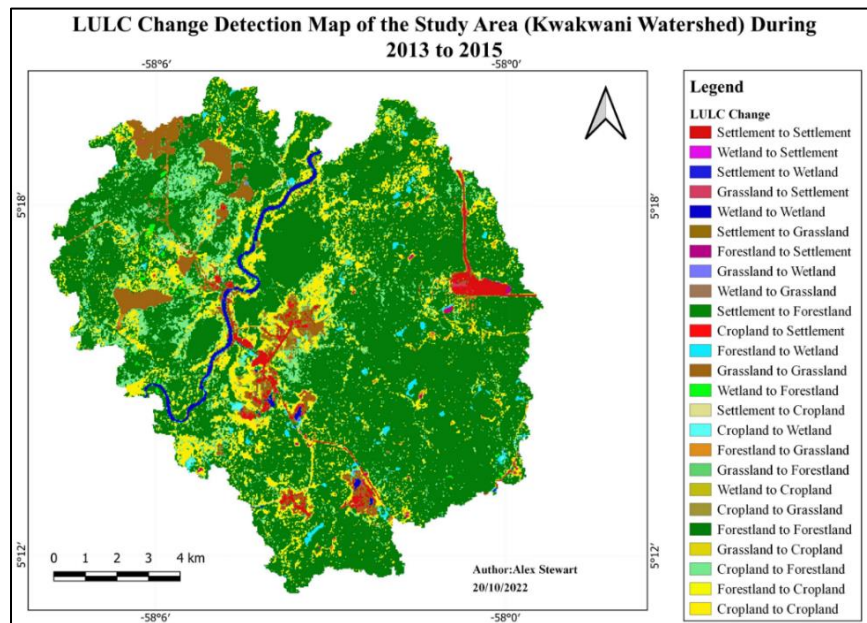 LULC Change Detection Map of the Study Area (Kwakwani Watershed) During
2013 to 2015
-58°6′
-58°0′
5°18′
5°18′
5°12′
5°12′
Legend
LULC Change
Settlement to Settlement
Wetland to Settlement
Settlement to Wetland
Grassland to Settlement
Wetland to Wetland
Settlement to Grassland
Forestland to Settlement
Grassland to Wetland
Wetland to Grassland
Settlement to Forestland
Cropland to Settlement
Forestland to Wetland
Grassland to Grassland
Wetland to Forestland
Settlement to Cropland
Cropland to Wetland
Forestland to Grassland
Grassland to Forestland
Wetland to Cropland
Cropland to Grassland
Forestland to Forestland
Grassland to Cropland
Cropland to Forestland
Forestland to Cropland
Cropland to Cropland
0 1 2 3 4 km
Author:Alex Stewart
20/10/2022
-58°6′
-58°0′